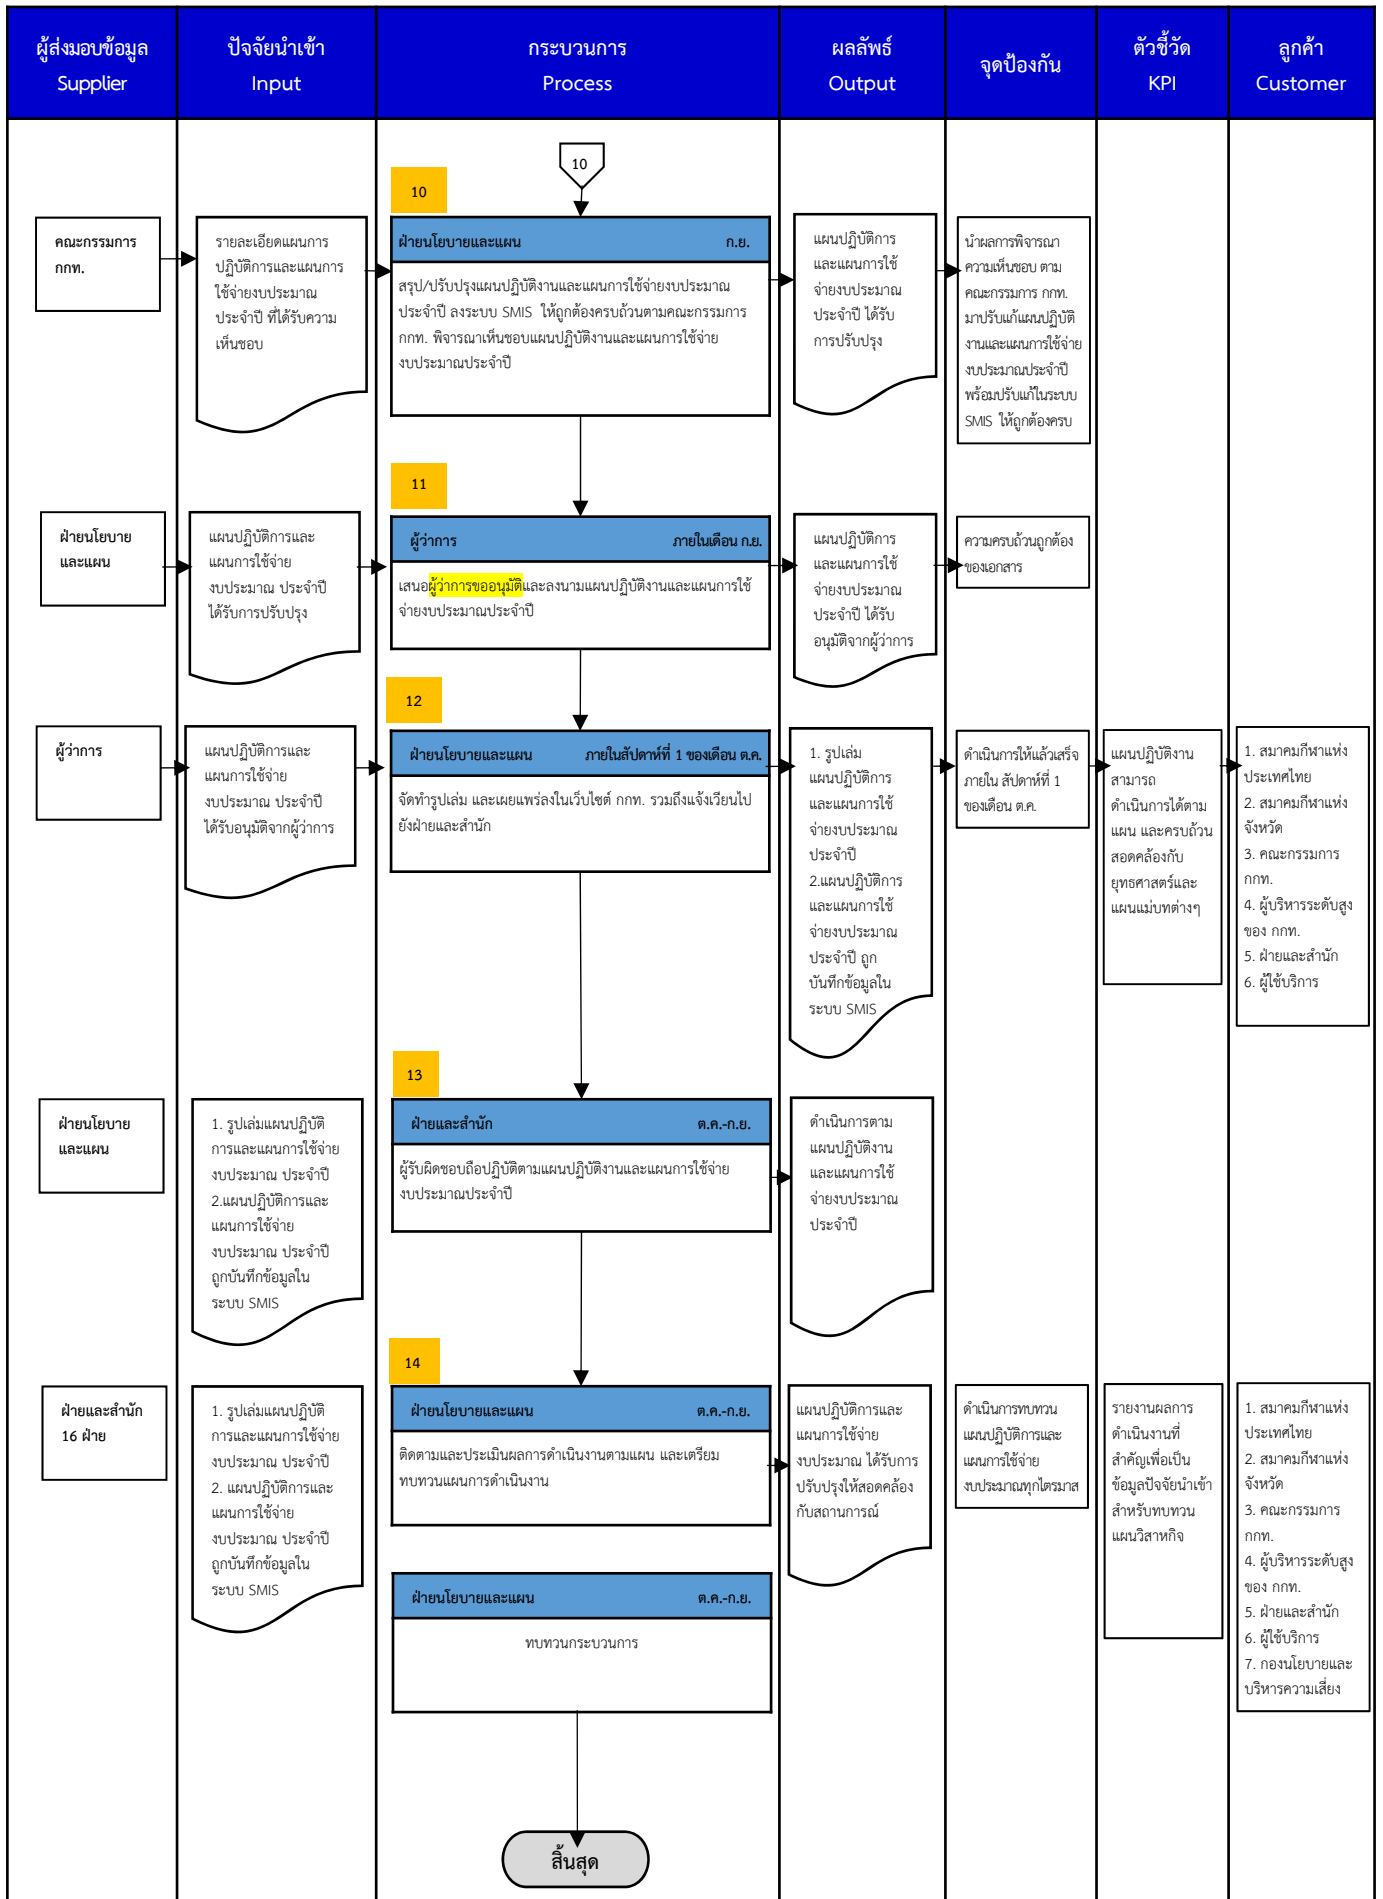 ผู้ส่งมอบข้อมูล
Supplier
ปัจจัยนำเข้า
Input
กระบวนการ
Process
ผลลัพธ์
Output
จุดป้องกัน
ตัวชี้วัด
KPI
ลูกค้า
Customer
10
10
คณะกรรมการ
กกท.
รายละเอียดแผนการ
ปฏิบัติการและแผนการ
ใช้จ่ายงบประมาณ
ประจำปี ที่ได้รับความ
เห็นชอบ
ฝ่ายนโยบายและแผน ก.ย.
สรุป/ปรับปรุงแผนปฏิบัติงานและแผนการใช้จ่ายงบประมาณ
ประจำปี ลงระบบ SMIS ให้ถูกต้องครบถ้วนตามคณะกรรมการ
กกท. พิจารณาเห็นชอบแผนปฏิบัติงานและแผนการใช้จ่าย
งบประมาณประจำปี
แผนปฏิบัติการ
และแผนการใช้
จ่ายงบประมาณ
ประจำปี ได้รับ
การปรับปรุง
นำผลการพิจารณา
ความเห็นชอบ ตาม
คณะกรรมการ กกท.
มาปรับแก้แผนปฏิบัติ
งานและแผนการใช้จ่าย
งบประมาณประจำปี
พร้อมปรับแก้ในระบบ
SMIS ให้ถูกต้องครบ
11
ฝ่ายนโยบาย
และแผน
แผนปฏิบัติการและ
แผนการใช้จ่าย
งบประมาณ ประจำปี
ได้รับการปรับปรุง
ผู้ว่าการ ภายในเดือน ก.ย.
เสนอผู้ว่าการขออนุมัติและลงนามแผนปฏิบัติงานและแผนการใช้
จ่ายงบประมาณประจำปี
แผนปฏิบัติการ
และแผนการใช้
จ่ายงบประมาณ
ประจำปี ได้รับ
อนุมัติจากผู้ว่าการ
ความครบถ้วนถูกต้อง
ของเอกสาร
12
ผู้ว่าการ
แผนปฏิบัติการและ
แผนการใช้จ่าย
งบประมาณ ประจำปี
ได้รับอนุมัติจากผู้ว่าการ
ฝ่ายนโยบายและแผน ภายในสัปดาห์ที่ 1 ของเดือน ต.ค.
จัดทำรูปเล่ม และเผยแพร่ลงในเว็บไซต์ กกท. รวมถึงแจ้งเวียนไป
ยังฝ่ายและสำนัก
1. รูปเล่ม
แผนปฏิบัติการ
และแผนการใช้
จ่ายงบประมาณ
ประจำปี
2.แผนปฏิบัติการ
และแผนการใช้
จ่ายงบประมาณ
ประจำปี ถูก
บันทึกข้อมูลใน
ระบบ SMIS
ดำเนินการให้แล้วเสร็จ
ภายใน สัปดาห์ที่ 1
ของเดือน ต.ค.
แผนปฏิบัติงาน
สามารถ
ดำเนินการได้ตาม
แผน และครบถ้วน
สอดคล้องกับ
ยุทธศาสตร์และ
แผนแม่บทต่างๆ
1. สมาคมกีฬาแห่ง
ประเทศไทย
2. สมาคมกีฬาแห่ง
จังหวัด
3. คณะกรรมการ
กกท.
4. ผู้บริหารระดับสูง
ของ กกท.
5. ฝ่ายและสำนัก
6. ผู้ใช้บริการ
13
ฝ่ายนโยบาย
และแผน
1. รูปเล่มแผนปฏิบัติ
การและแผนการใช้จ่าย
งบประมาณ ประจำปี
2.แผนปฏิบัติการและ
แผนการใช้จ่าย
งบประมาณ ประจำปี
ถูกบันทึกข้อมูลใน
ระบบ SMIS
ฝ่ายและสำนัก ต.ค.-ก.ย.
ผู้รับผิดชอบถือปฏิบัติตามแผนปฏิบัติงานและแผนการใช้จ่าย
งบประมาณประจำปี
ดำเนินการตาม
แผนปฏิบัติงาน
และแผนการใช้
จ่ายงบประมาณ
ประจำปี
14
ฝ่ายและสำนัก
16 ฝ่าย
1. รูปเล่มแผนปฏิบัติ
การและแผนการใช้จ่าย
งบประมาณ ประจำปี
2. แผนปฏิบัติการและ
แผนการใช้จ่าย
งบประมาณ ประจำปี
ถูกบันทึกข้อมูลใน
ระบบ SMIS
ฝ่ายนโยบายและแผน ต.ค.-ก.ย.
ติดตามและประเมินผลการดำเนินงานตามแผน และเตรียม
ทบทวนแผนการดำเนินงาน
แผนปฏิบัติการและ
แผนการใช้จ่าย
งบประมาณ ได้รับการ
ปรับปรุงให้สอดคล้อง
กับสถานการณ์
ดำเนินการทบทวน
แผนปฏิบัติการและ
แผนการใช้จ่าย
งบประมาณทุกไตรมาส
รายงานผลการ
ดำเนินงานที่
สำคัญเพื่อเป็น
ข้อมูลปัจจัยนำเข้า
สำหรับทบทวน
แผนวิสาหกิจ
1. สมาคมกีฬาแห่ง
ประเทศไทย
2. สมาคมกีฬาแห่ง
จังหวัด
3. คณะกรรมการ
กกท.
4. ผู้บริหารระดับสูง
ของ กกท.
5. ฝ่ายและสำนัก
6. ผู้ใช้บริการ
7. กองนโยบายและ
บริหารความเสี่ยง
ฝ่ายนโยบายและแผน ต.ค.-ก.ย.
ทบทวนกระบวนการ
สิ้นสุด